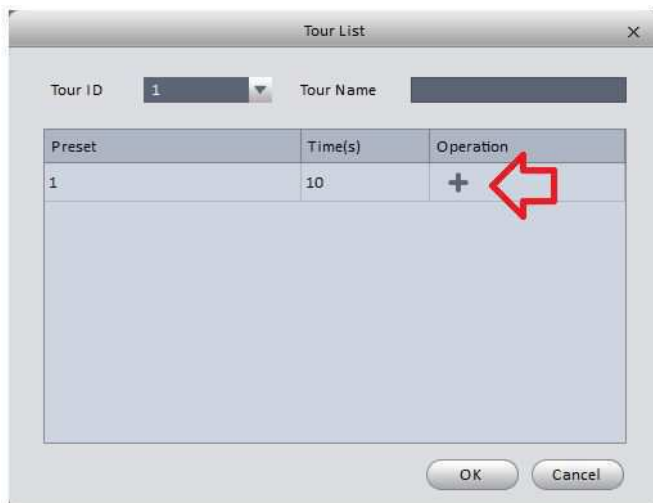 Tour List
Tour ID 1 Tour Name
Preset Time(s) Operation
1 10
OK Cancel